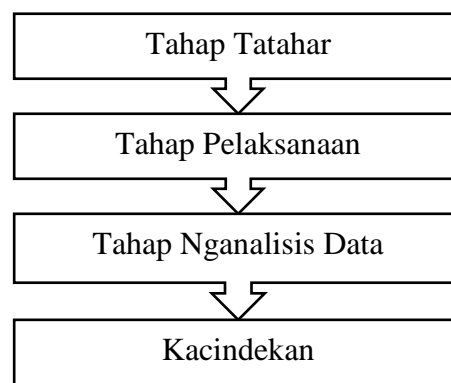 Tahap Tatahar
Tahap Pelaksanaan
Tahap Nganalisis Data
Kacindekan